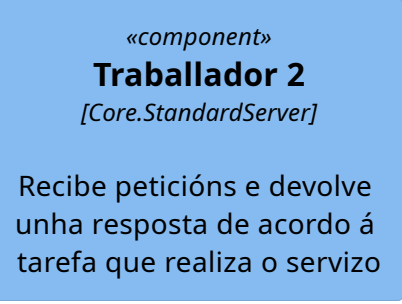 «component»
Traballador 2
[Core.StandardServer]
Recibe peticións e devolve
unha resposta de acordo á
tarefa que realiza o servizo